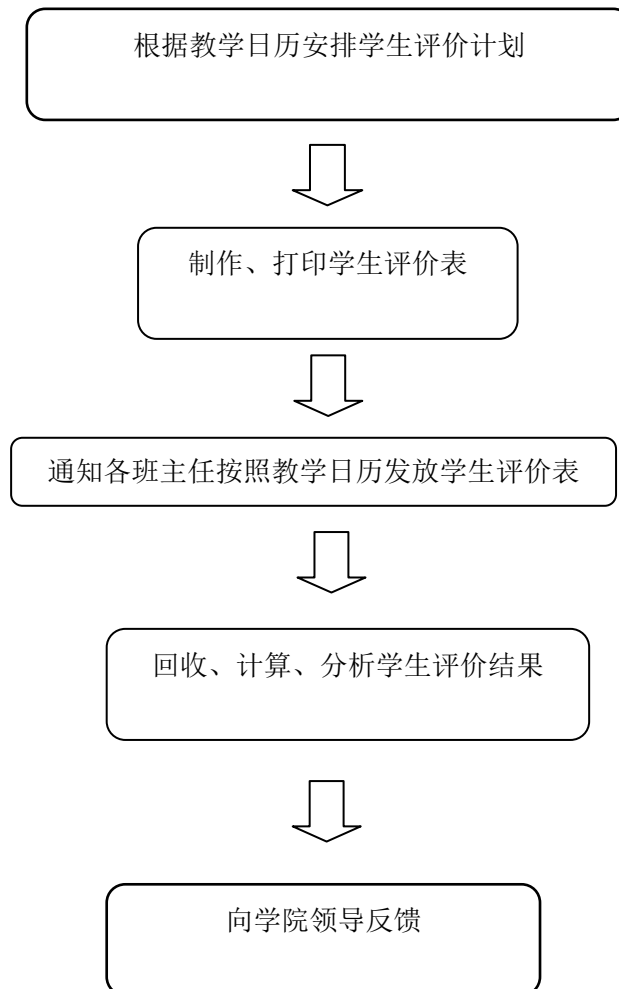 根据教学日历安排学生评价计划
制作、打印学生评价表
通知各班主任按照教学日历发放学生评价表
回收、计算、分析学生评价结果
向学院领导反馈